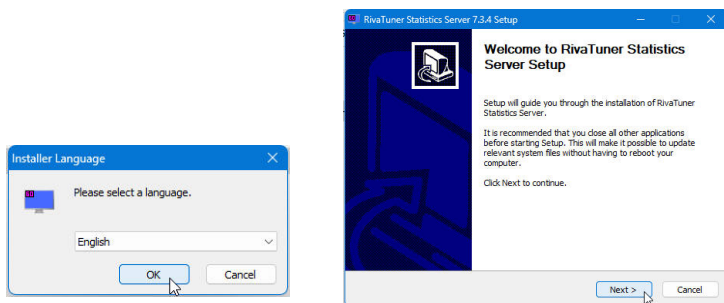 Installer Language
Please select a language.
English
OK
Cancel
RivaTuner Statistics Server 7.3.4 Setup
Welcome to RivaTuner Statistics
Server Setup
Setup will guide you through the installation of RivaTuner
Statistics Server.
It is recommended that you close all other applications
before starting Setup. This will make it possible to update
relevant system files without having to reboot your
computer.
Click Next to continue.
Next >
Cancel